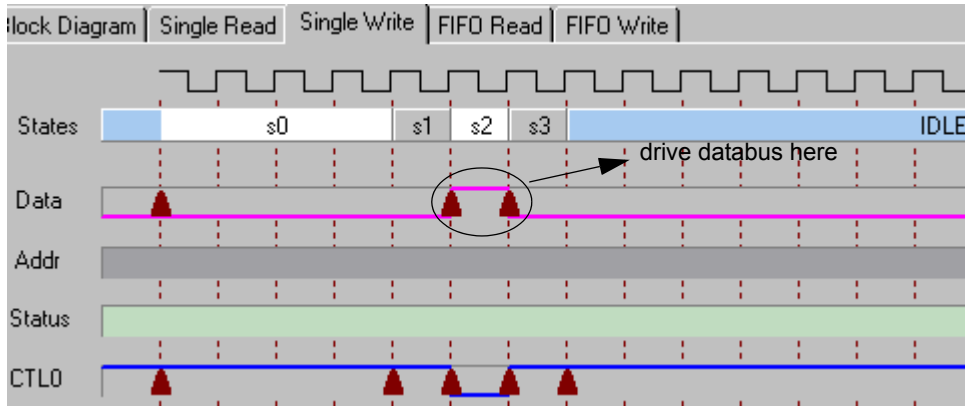 lock Diagram Single Read Single Write FIFO Read FIFO Write
States s0 s1 s2 s3 IDLE
drive databus here
Data
Addr
Status
CTL0